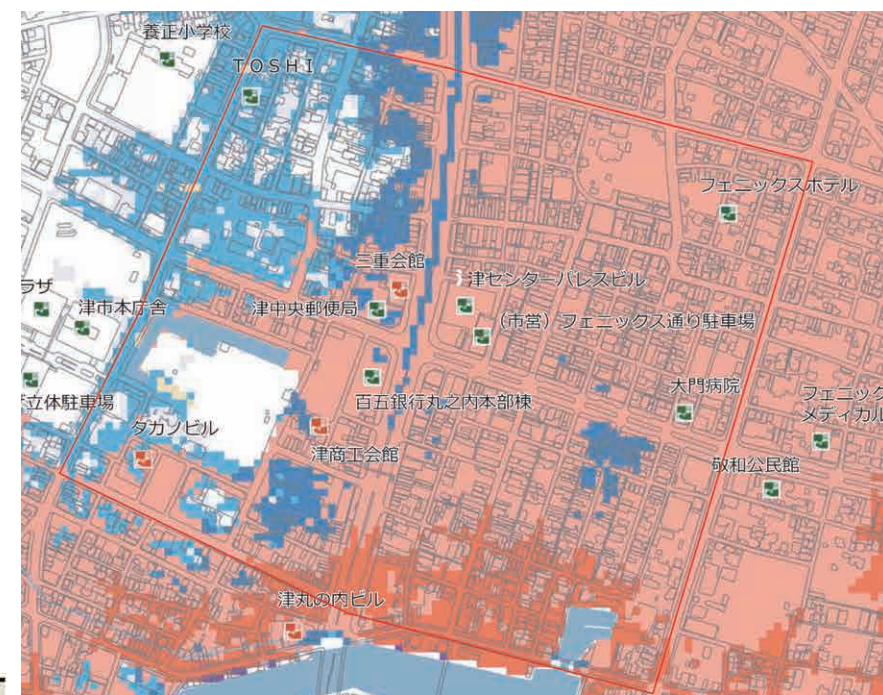 養正小学校
TOSHI
フェニックスホテル
三重会館
ラザ
津センターパレスビル
津市本庁舎
津中央郵便局
(市営)フェニックス通り駐車場
立体駐車場
百五銀行丸之内本部棟
大門病院
フェニック
メディカル
タカノビル
津商工会館
敬和公民館
津丸の内ビル